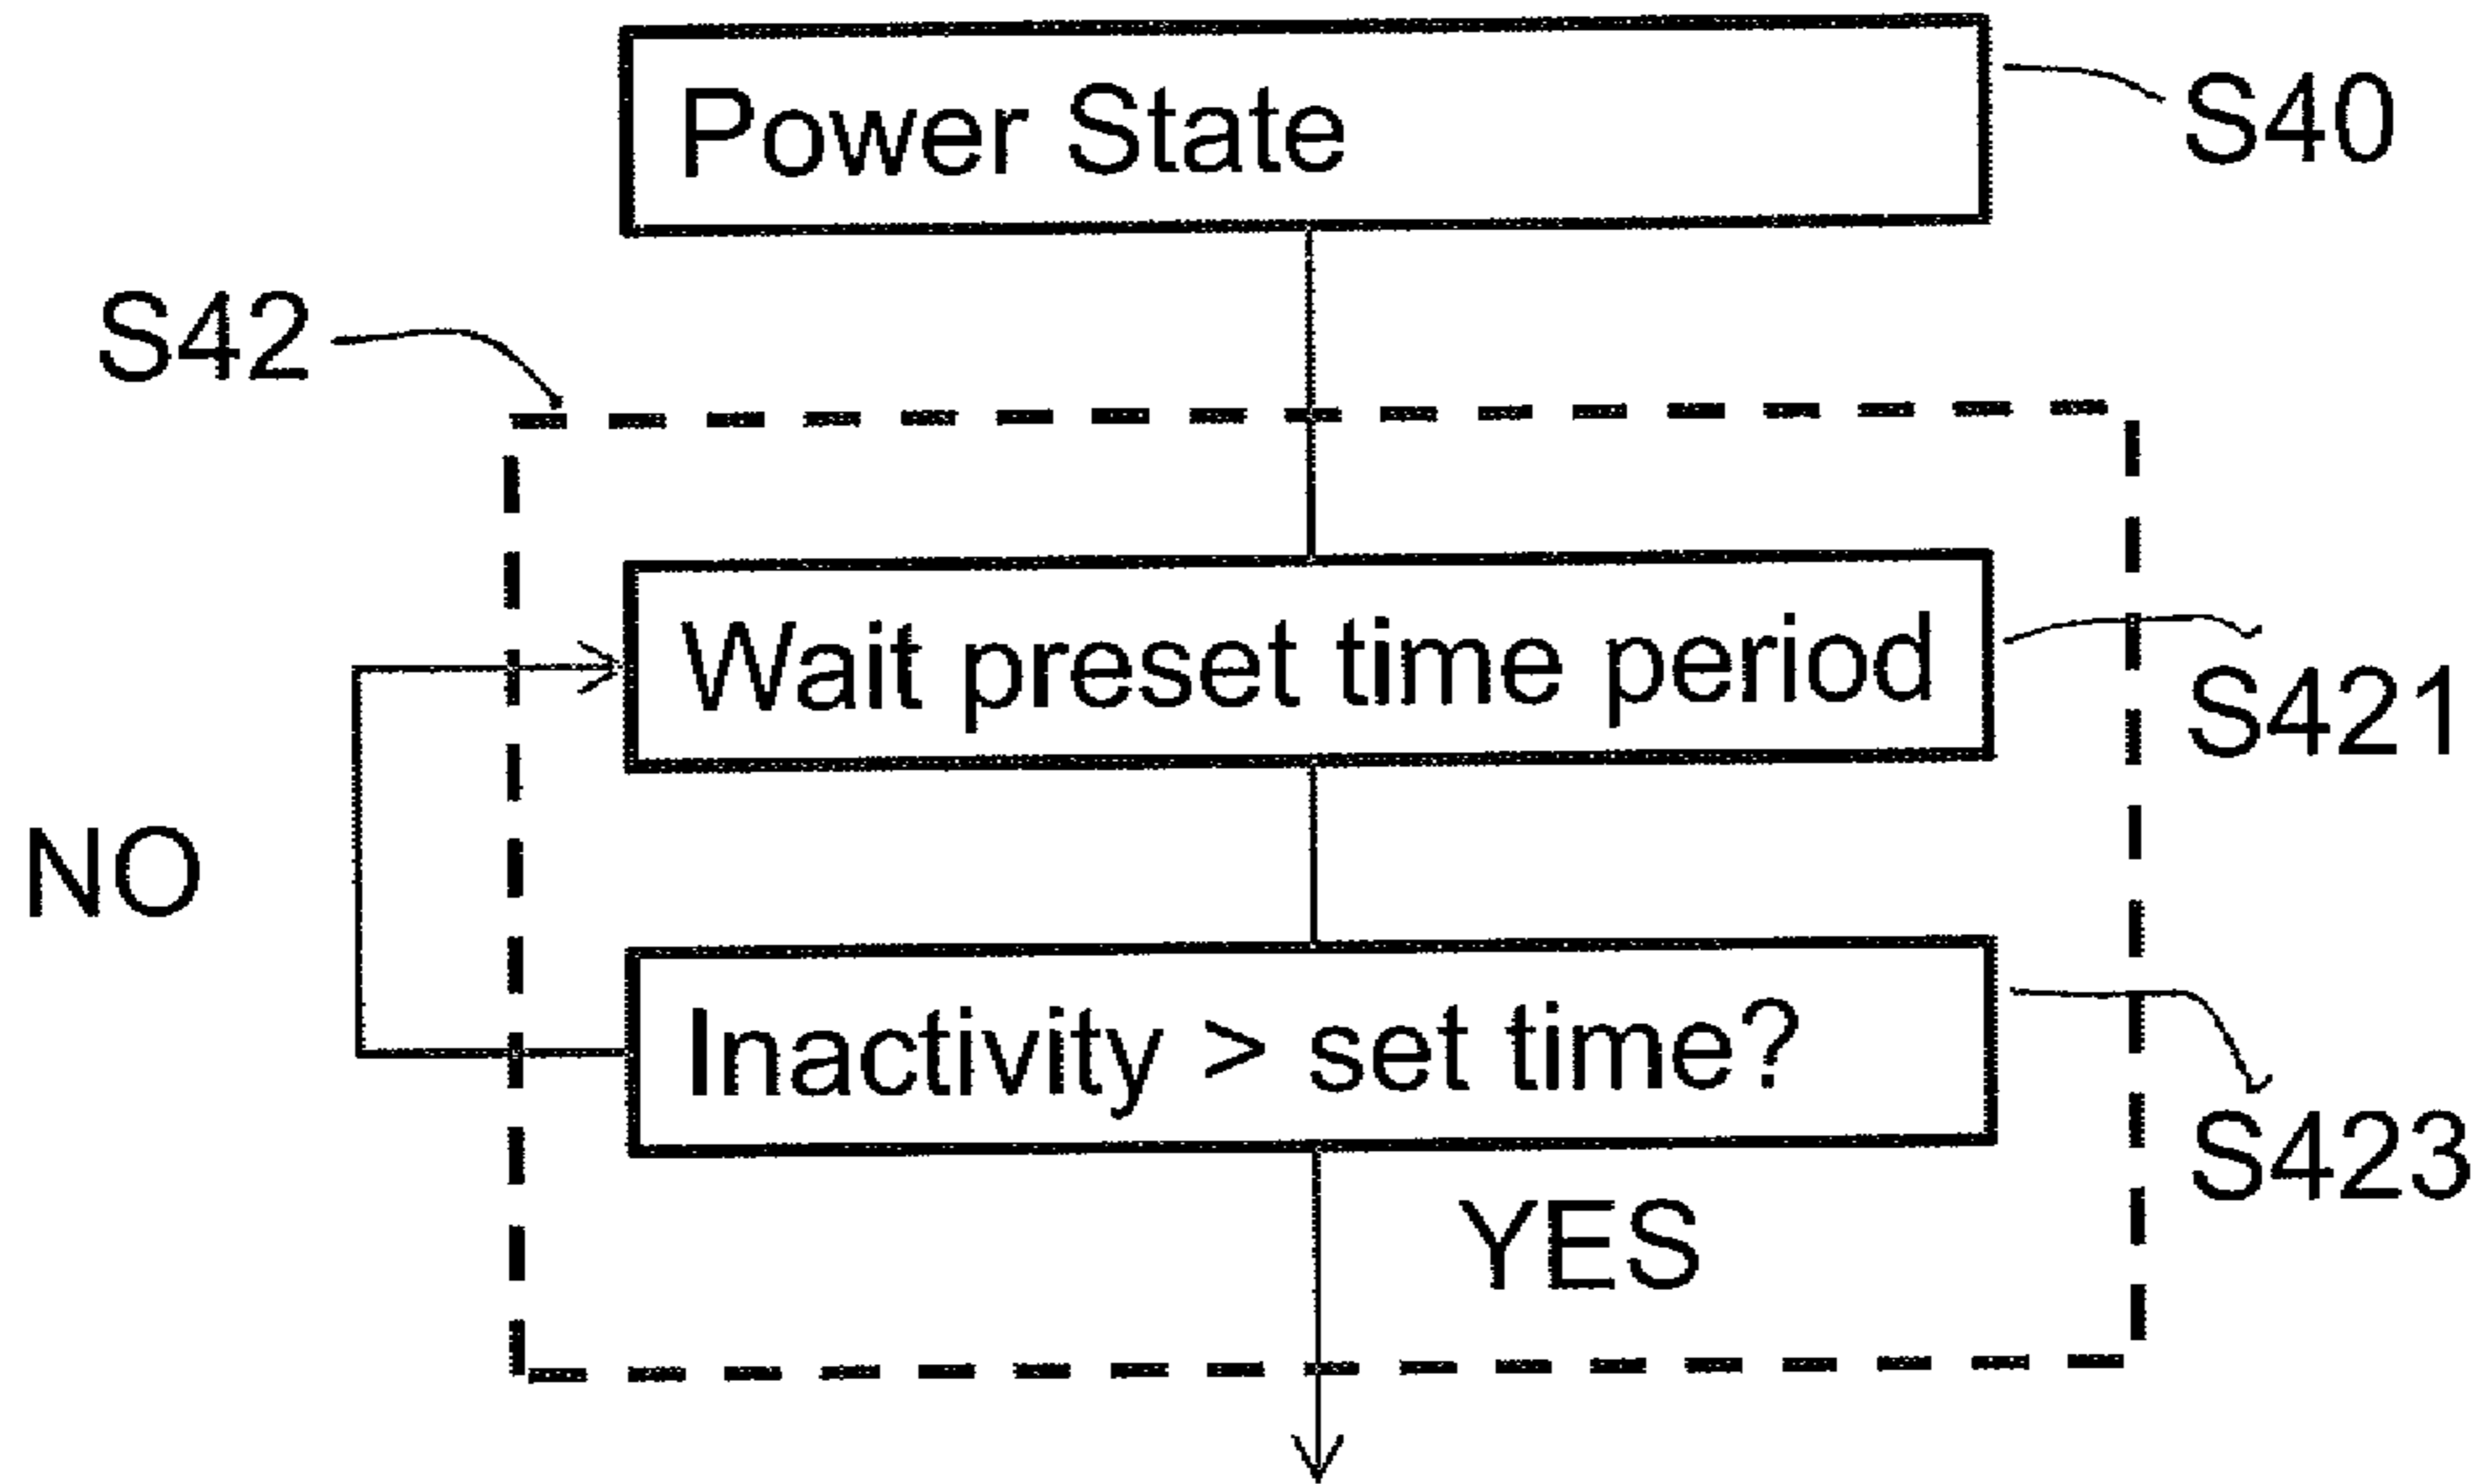 Power State
S40
S42
Wait preset time period
S421
NO
Inactivity > set time?
S423
YES